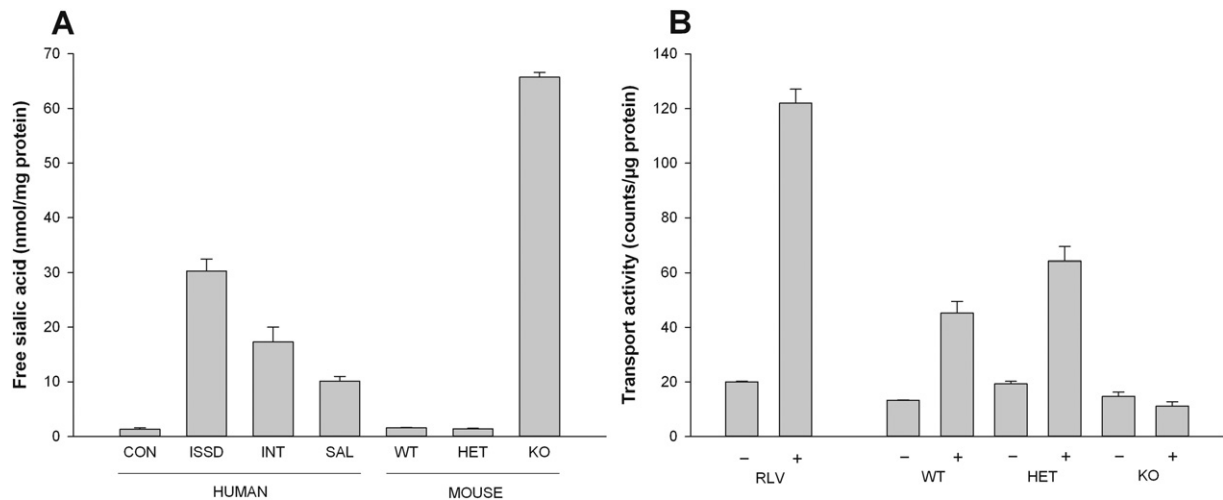 A
Free sialic acid (nmol/mg protein)
70
60
50
40
30
20
10
0
CON ISSD INT SAL WT HET KO
HUMAN MOUSE
B
Transport activity (counts/µg protein)
140
120
100
80
60
40
20
0
− + − + − + − +
RLV WT HET KO